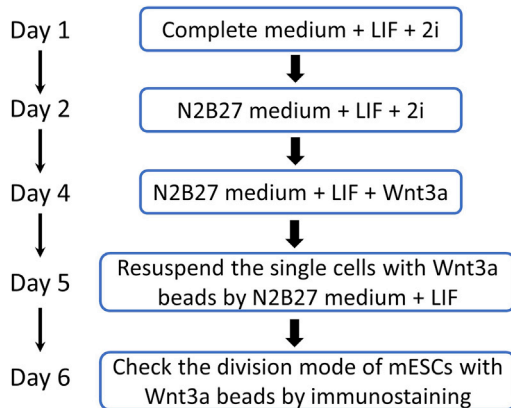 Day 1
Complete medium + LIF + 2i
Day 2
N2B27 medium + LIF + 2i
Day 4
N2B27 medium + LIF + Wnt3a
Day 5
Resuspend the single cells with Wnt3a
beads by N2B27 medium + LIF
Day 6
Check the division mode of mESCs with
Wnt3a beads by immunostaining